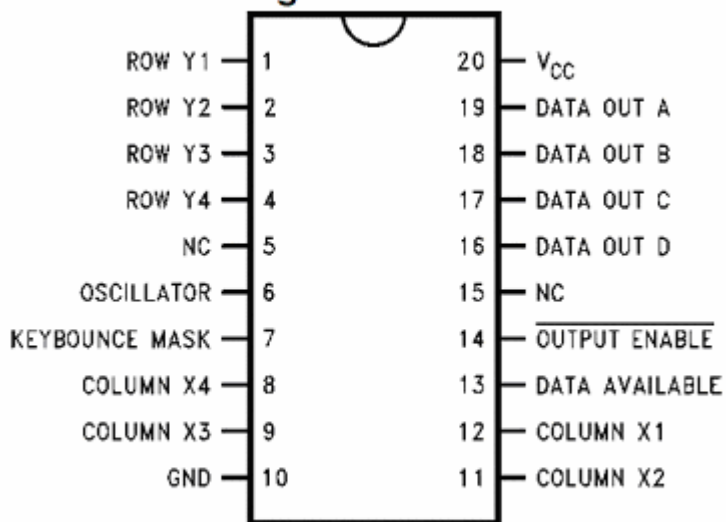 ROW Y1 1 20 VCC
ROW Y2 2 19 DATA OUT A
ROW Y3 3 18 DATA OUT B
ROW Y4 4 17 DATA OUT C
NC 5 16 DATA OUT D
OSCILLATOR 6 15 NC
KEYBOUNCE MASK 7 14 OUTPUT ENABLE
COLUMN X4 8 13 DATA AVAILABLE
COLUMN X3 9 12 COLUMN X1
GND 10 11 COLUMN X2